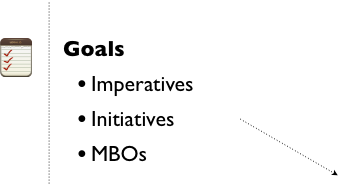 Goals
• Imperatives
• Initiatives
• MBOs